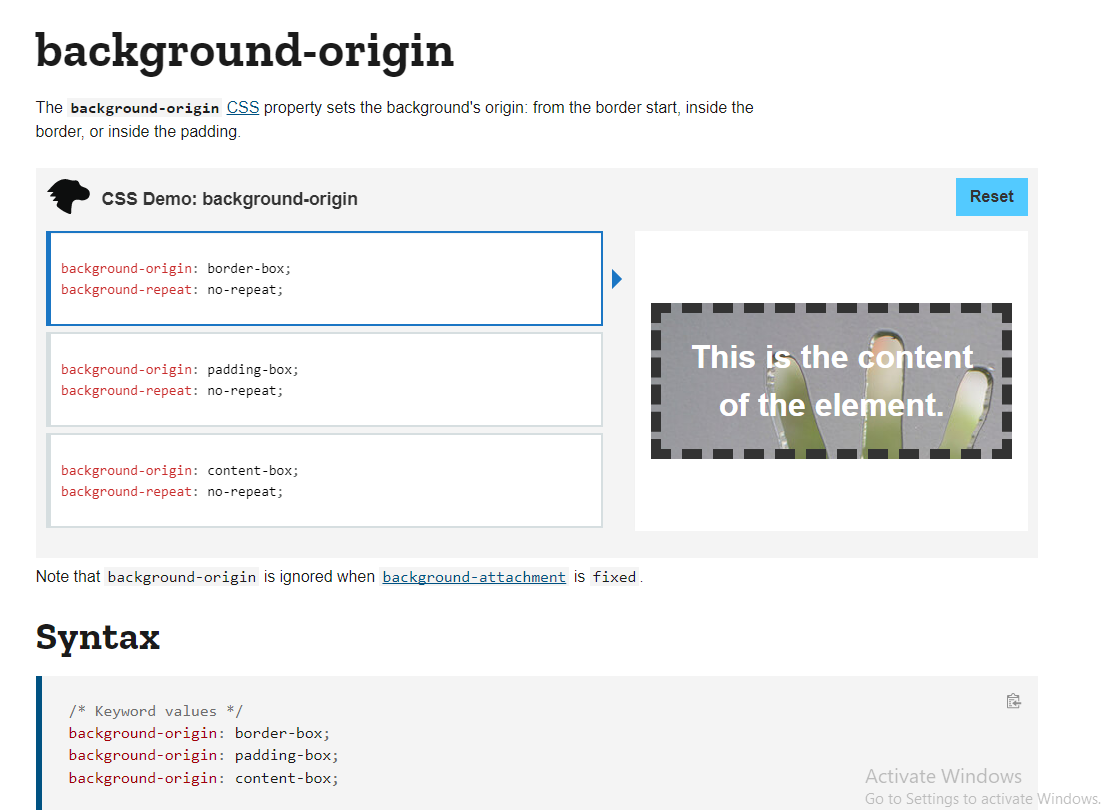 background-origin
The background-origin CSS property sets the background's origin: from the border start, inside the
border, or inside the padding.
CSS Demo: background-origin
Reset
background-origin: border-box;
background-repeat: no-repeat;
background-origin: padding-box;
background-repeat: no-repeat;
background-origin: content-box;
background-repeat: no-repeat;
This is the content
of the element.
Note that background-origin is ignored when background-attachment is fixed.
Syntax
/* Keyword values */
background-origin: border-box;
background-origin: padding-box;
background-origin: content-box;
Activate Windows
Go to Settings to activate Windows.